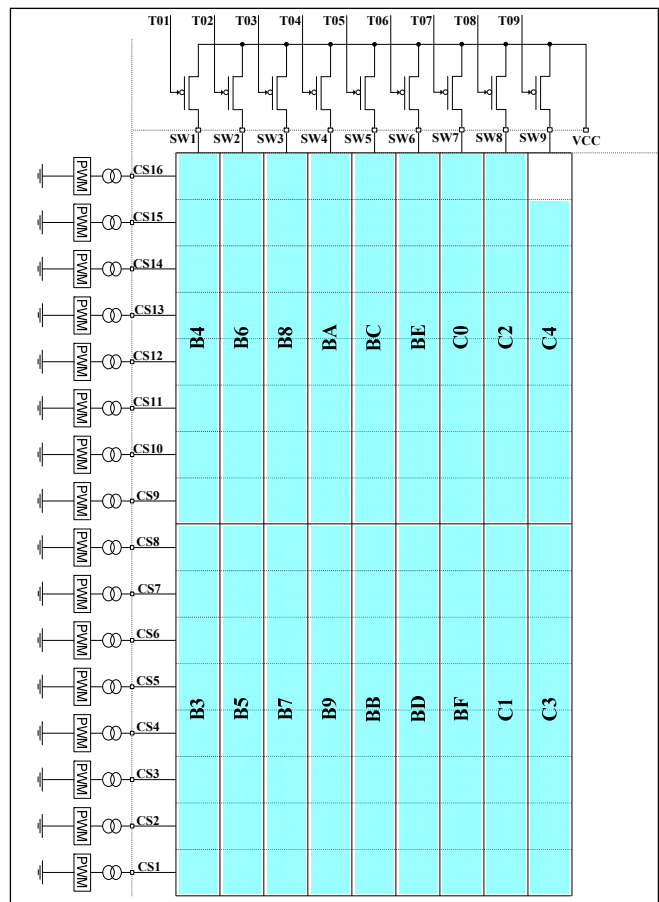 T01 T02 T03 T04 T05 T06 T07 T08 T09
SW1 SW2 SW3 SW4 SW5 SW6 SW7 SW8 SW9 VCC
PWM CS16
PWM CS15
PWM CS14
PWM CS13
B4 B6 B8 BA BC BE C0 C2 C4
PWM CS12
PWM CS11
PWM CS10
PWM CS9
PWM CS8
PWM CS7
PWM CS6
PWM CS5
B3 B5 B7 B9 BB BD BF C1 C3
PWM CS4
PWM CS3
PWM CS2
PWM CS1